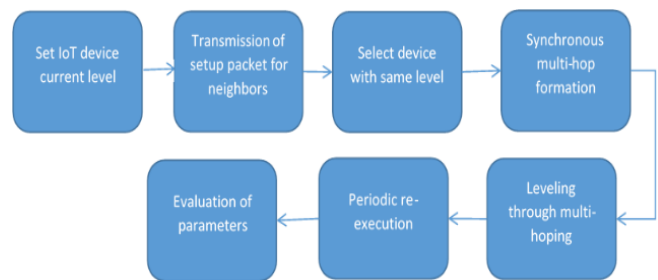 Set IoT device
current level
Transmission of
setup packet for
neighbors
Select device
with same level
Synchronous
multi-hop
formation
Leveling
through multi-
hoping
Periodic re-
execution
Evaluation of
parameters